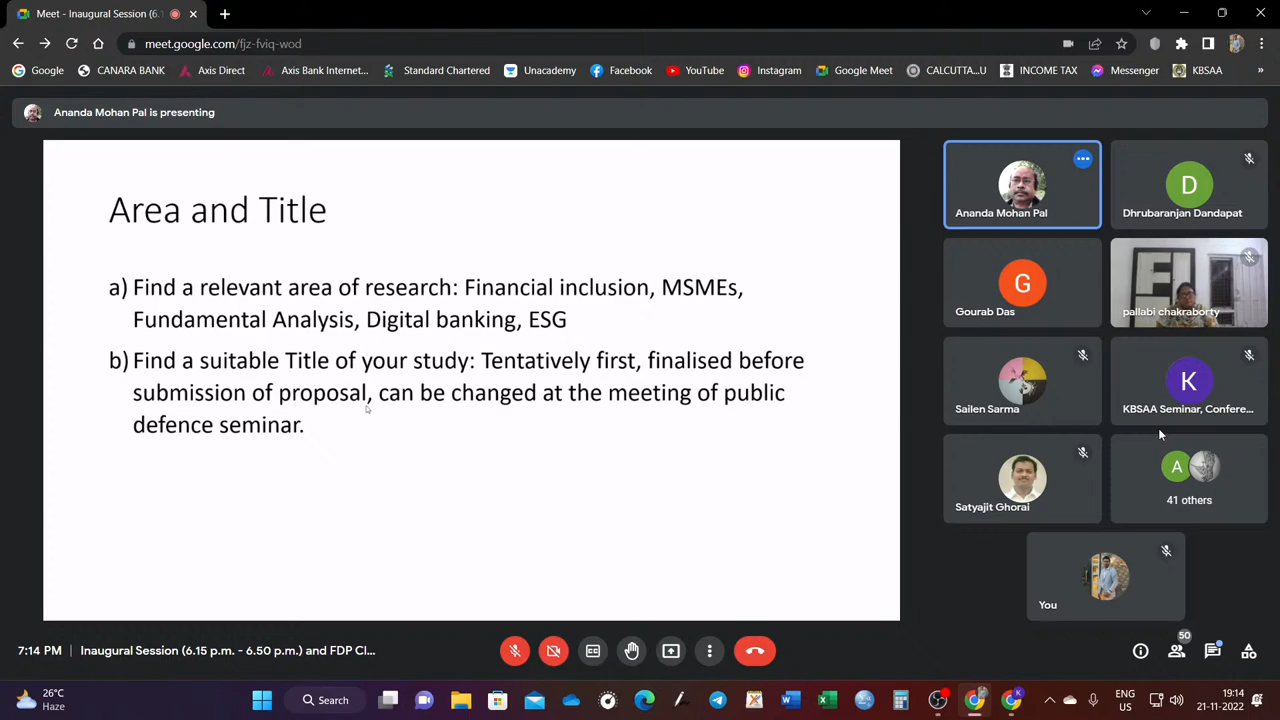 Meet - Inaugural Session (6.1
meet.google.com/fjz-fviq-wod
Google
CANARA BANK
Axis Direct
Axis Bank Internet...
Standard Chartered
Unacademy
Facebook
YouTube
Instagram
Google Meet
CALCUTTA...U
INCOME TAX
Messenger
KBSAA
»
Ananda Mohan Pal is presenting
Area and Title
a) Find a relevant area of research: Financial inclusion, MSMEs,
Fundamental Analysis, Digital banking, ESG
b) Find a suitable Title of your study: Tentatively first, finalised before
submission of proposal, can be changed at the meeting of public
defence seminar.
Ananda Mohan Pal
D
Dhrubaranjan Dandapat
G
Gourab Das
pallabi chakraborty
Sailen Sarma
K
KBSAA Seminar, Confere...
Satyajit Ghorai
A
41 others
You
7:14 PM
Inaugural Session (6.15 p.m. - 6.50 p.m.) and FDP Cl...
50
26°C
Haze
Search
ENG
US
19:14
21-11-2022